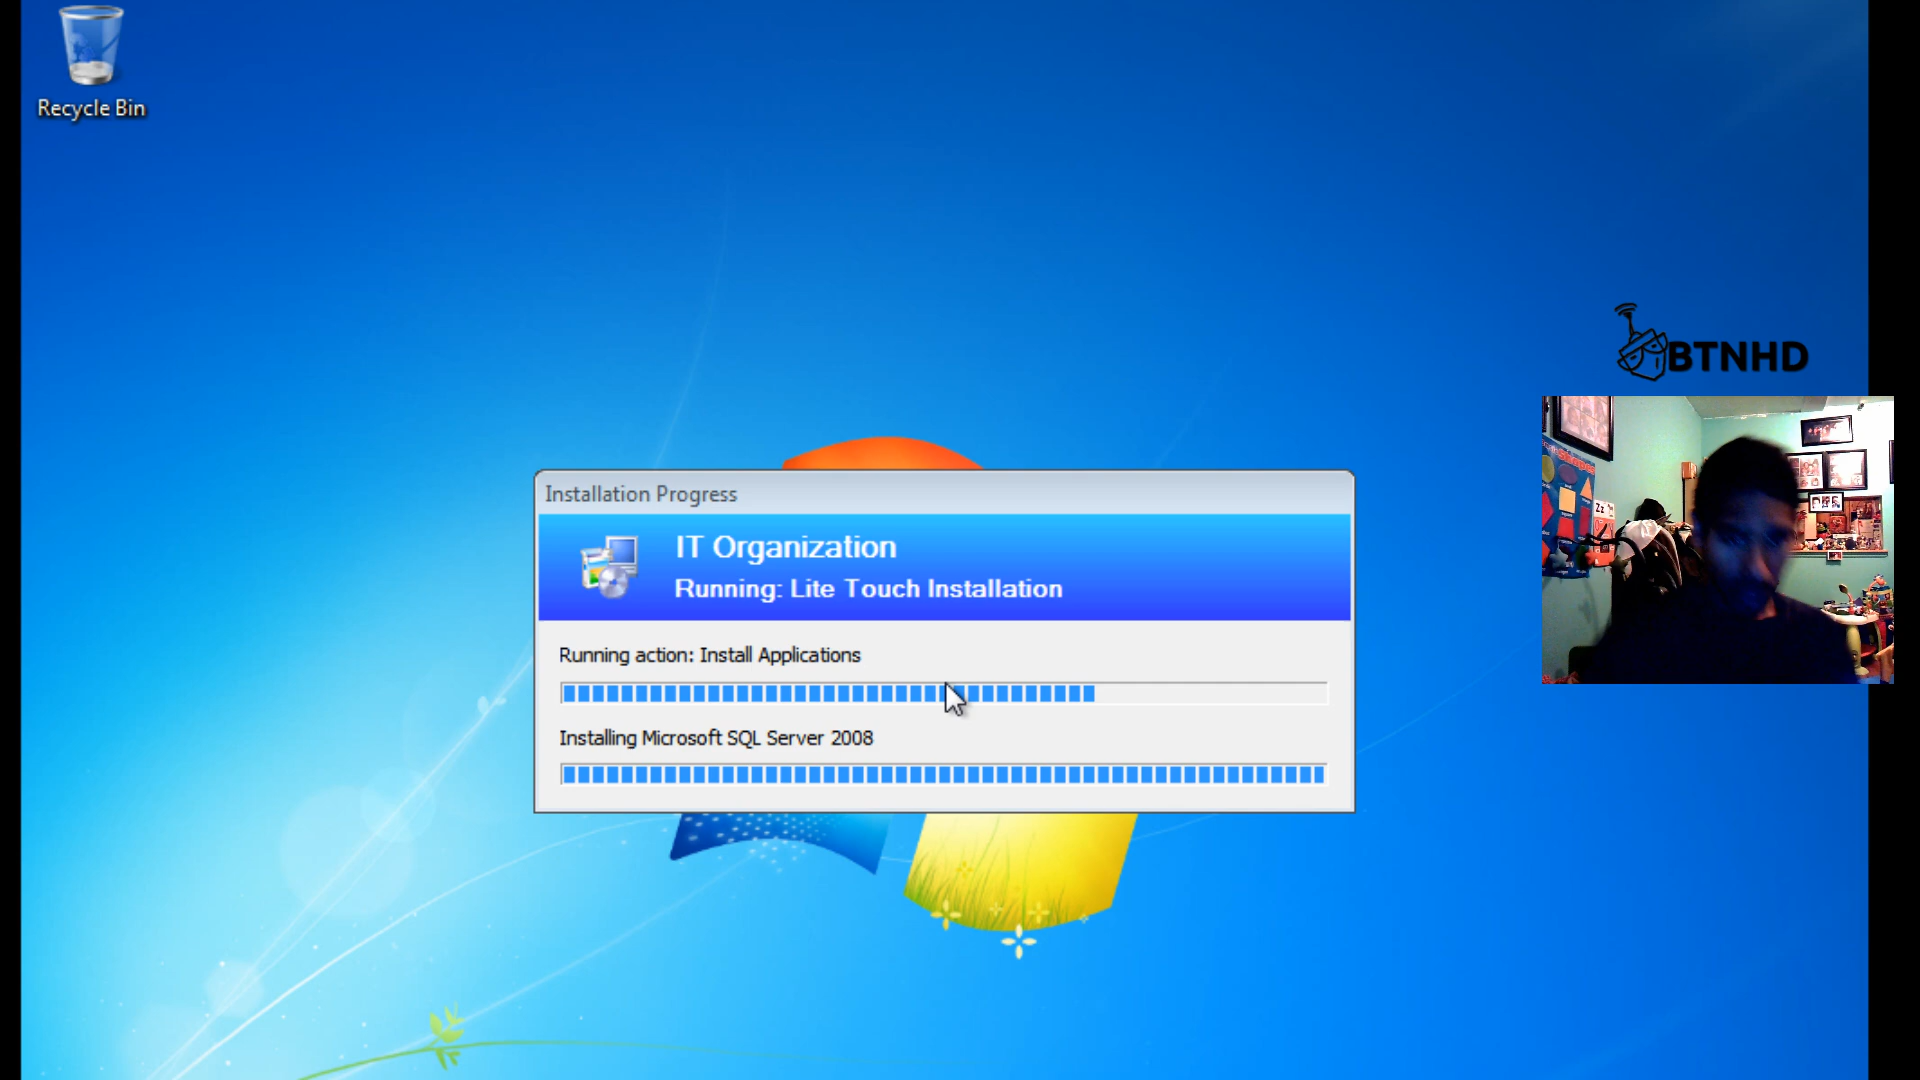 Recycle Bin
BTNHD
Installation Progress
IT Organization
Running: Lite Touch Installation
Running action: Install Applications
Installing Microsoft SQL Server 2008
Zz